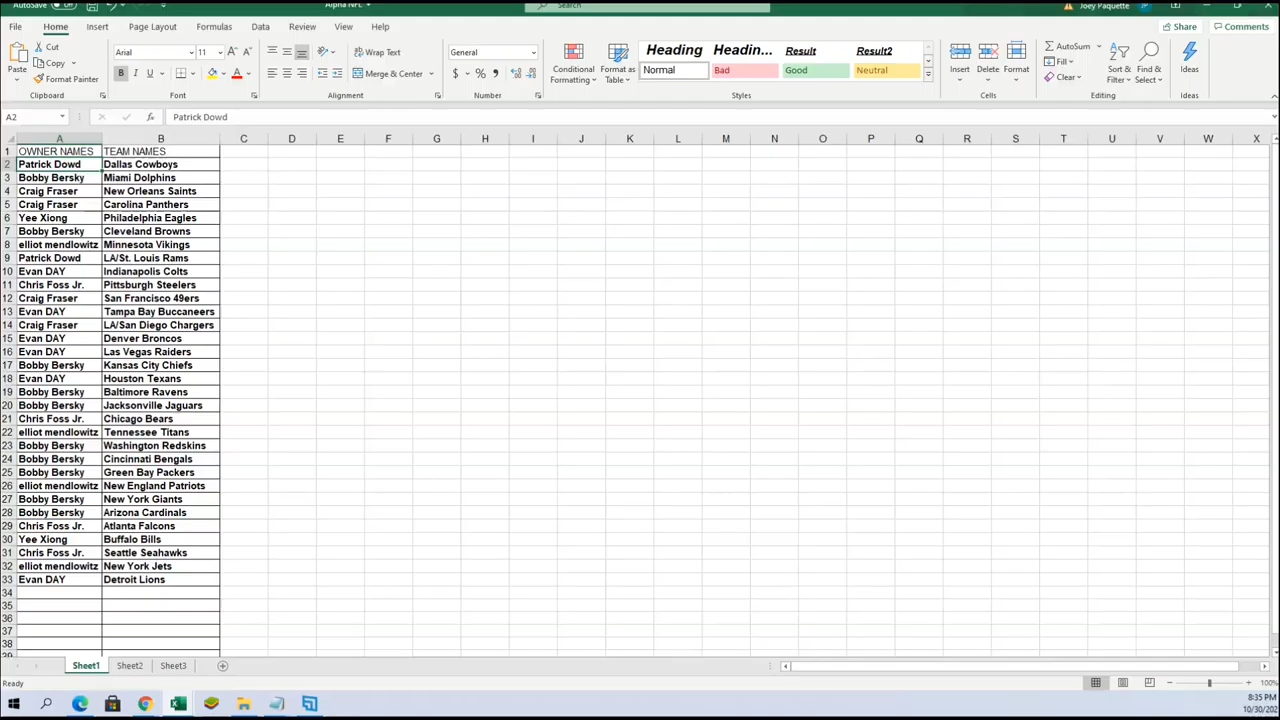 AutoSave Off Alpha NFL Search Joey Paquette
File Home Insert Page Layout Formulas Data Review View Help Share Comments
Cut Arial 11 Wrap Text General Heading Headin... Result Result2 AutoSum
Paste Copy Conditional Format as Normal Bad Good Neutral Insert Delete Format Fill Sort & Find & Ideas
Format Painter B I U Merge & Center $ % Formatting Table Clear Filter Select
Clipboard Font Alignment Number Styles Cells Editing Ideas
A2 fx Patrick Dowd
A B C D E F G H I J K L M N O P Q R S T U V W X
1 OWNER NAMES TEAM NAMES
2 Patrick Dowd Dallas Cowboys
3 Bobby Bersky Miami Dolphins
4 Craig Fraser New Orleans Saints
5 Craig Fraser Carolina Panthers
6 Yee Xiong Philadelphia Eagles
7 Bobby Bersky Cleveland Browns
8 elliot mendlowitz Minnesota Vikings
9 Patrick Dowd LA/St. Louis Rams
10 Evan DAY Indianapolis Colts
11 Chris Foss Jr. Pittsburgh Steelers
12 Craig Fraser San Francisco 49ers
13 Evan DAY Tampa Bay Buccaneers
14 Craig Fraser LA/San Diego Chargers
15 Evan DAY Denver Broncos
16 Evan DAY Las Vegas Raiders
17 Bobby Bersky Kansas City Chiefs
18 Evan DAY Houston Texans
19 Bobby Bersky Baltimore Ravens
20 Bobby Bersky Jacksonville Jaguars
21 Chris Foss Jr. Chicago Bears
22 elliot mendlowitz Tennessee Titans
23 Bobby Bersky Washington Redskins
24 Bobby Bersky Cincinnati Bengals
25 Bobby Bersky Green Bay Packers
26 elliot mendlowitz New England Patriots
27 Bobby Bersky New York Giants
28 Bobby Bersky Arizona Cardinals
29 Chris Foss Jr. Atlanta Falcons
30 Yee Xiong Buffalo Bills
31 Chris Foss Jr. Seattle Seahawks
32 elliot mendlowitz New York Jets
33 Evan DAY Detroit Lions
34
35
36
37
38
39
Sheet1 Sheet2 Sheet3
Ready 100%
8:35 PM
10/30/202